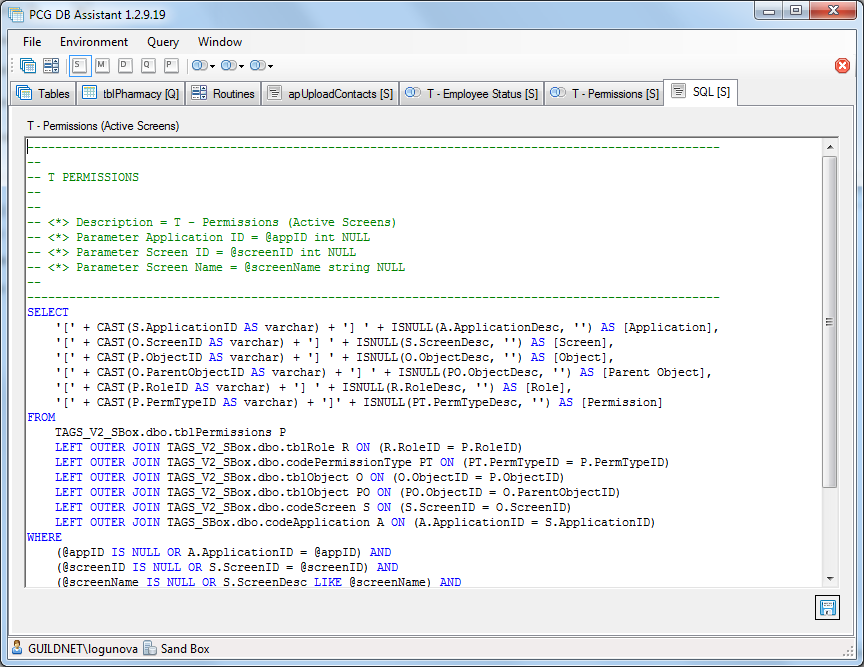 PCG DB Assistant 1.2.9.19
File Environment Query Window
S M D Q P
Tables tblPharmacy [Q] Routines apUploadContacts [S] T - Employee Status [S] T - Permissions [S] SQL [S]
T - Permissions (Active Screens)
---------------------------------------------------------------------------------------------------
--
-- T PERMISSIONS
--
--
-- <*> Description = T - Permissions (Active Screens)
-- <*> Parameter Application ID = @appID int NULL
-- <*> Parameter Screen ID = @screenID int NULL
-- <*> Parameter Screen Name = @screenName string NULL
--
---------------------------------------------------------------------------------------------------
SELECT
'[' + CAST(S.ApplicationID AS varchar) + '] ' + ISNULL(A.ApplicationDesc, '') AS [Application],
'[' + CAST(O.ScreenID AS varchar) + '] ' + ISNULL(S.ScreenDesc, '') AS [Screen],
'[' + CAST(P.ObjectID AS varchar) + '] ' + ISNULL(O.ObjectDesc, '') AS [Object],
'[' + CAST(O.ParentObjectID AS varchar) + '] ' + ISNULL(PO.ObjectDesc, '') AS [Parent Object],
'[' + CAST(P.RoleID AS varchar) + '] ' + ISNULL(R.RoleDesc, '') AS [Role],
'[' + CAST(P.PermTypeID AS varchar) + ']' + ISNULL(PT.PermTypeDesc, '') AS [Permission]
FROM
TAGS_V2_SBox.dbo.tblPermissions P
LEFT OUTER JOIN TAGS_V2_SBox.dbo.tblRole R ON (R.RoleID = P.RoleID)
LEFT OUTER JOIN TAGS_V2_SBox.dbo.codePermissionType PT ON (PT.PermTypeID = P.PermTypeID)
LEFT OUTER JOIN TAGS_V2_SBox.dbo.tblObject O ON (O.ObjectID = P.ObjectID)
LEFT OUTER JOIN TAGS_V2_SBox.dbo.tblObject PO ON (PO.ObjectID = O.ParentObjectID)
LEFT OUTER JOIN TAGS_V2_SBox.dbo.codeScreen S ON (S.ScreenID = O.ScreenID)
LEFT OUTER JOIN TAGS_SBox.dbo.codeApplication A ON (A.ApplicationID = S.ApplicationID)
WHERE
(@appID IS NULL OR A.ApplicationID = @appID) AND
(@screenID IS NULL OR S.ScreenID = @screenID) AND
(@screenName IS NULL OR S.ScreenDesc LIKE @screenName) AND
GUILDNET\logunova Sand Box